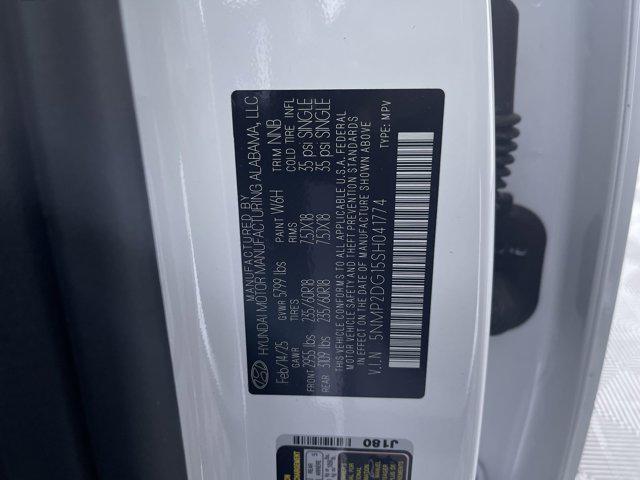 MANUFACTURED BY
HYUNDAI MOTOR MANUFACTURING ALABAMA, LLC
Feb/14/25 GVWR 5799 lbs PAINT W6H TRIM NNB
GAWR TIRES RIMS COLD TIRE INFL
FRONT 2955 lbs 235/60R18 7.5JX18 35 psi SINGLE
REAR 3109 lbs 235/60R18 7.5JX18 35 psi SINGLE
THIS VEHICLE CONFORMS TO ALL APPLICABLE U.S.A. FEDERAL
MOTOR VEHICLE SAFETY AND THEFT PREVENTION STANDARDS
IN EFFECT ON THE DATE OF MANUFACTURE SHOWN ABOVE
V.I.N 5NMP2DG15SH041774 TYPE: MPV
J180